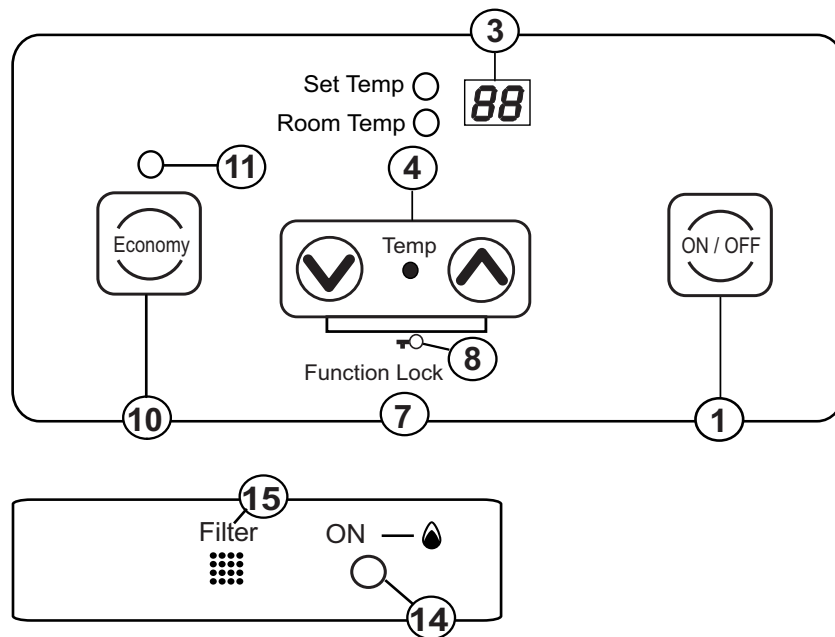 3
Set Temp
88
Room Temp
11
4
Economy
Temp
ON / OFF
8
Function Lock
10
7
1
15
Filter
ON
14